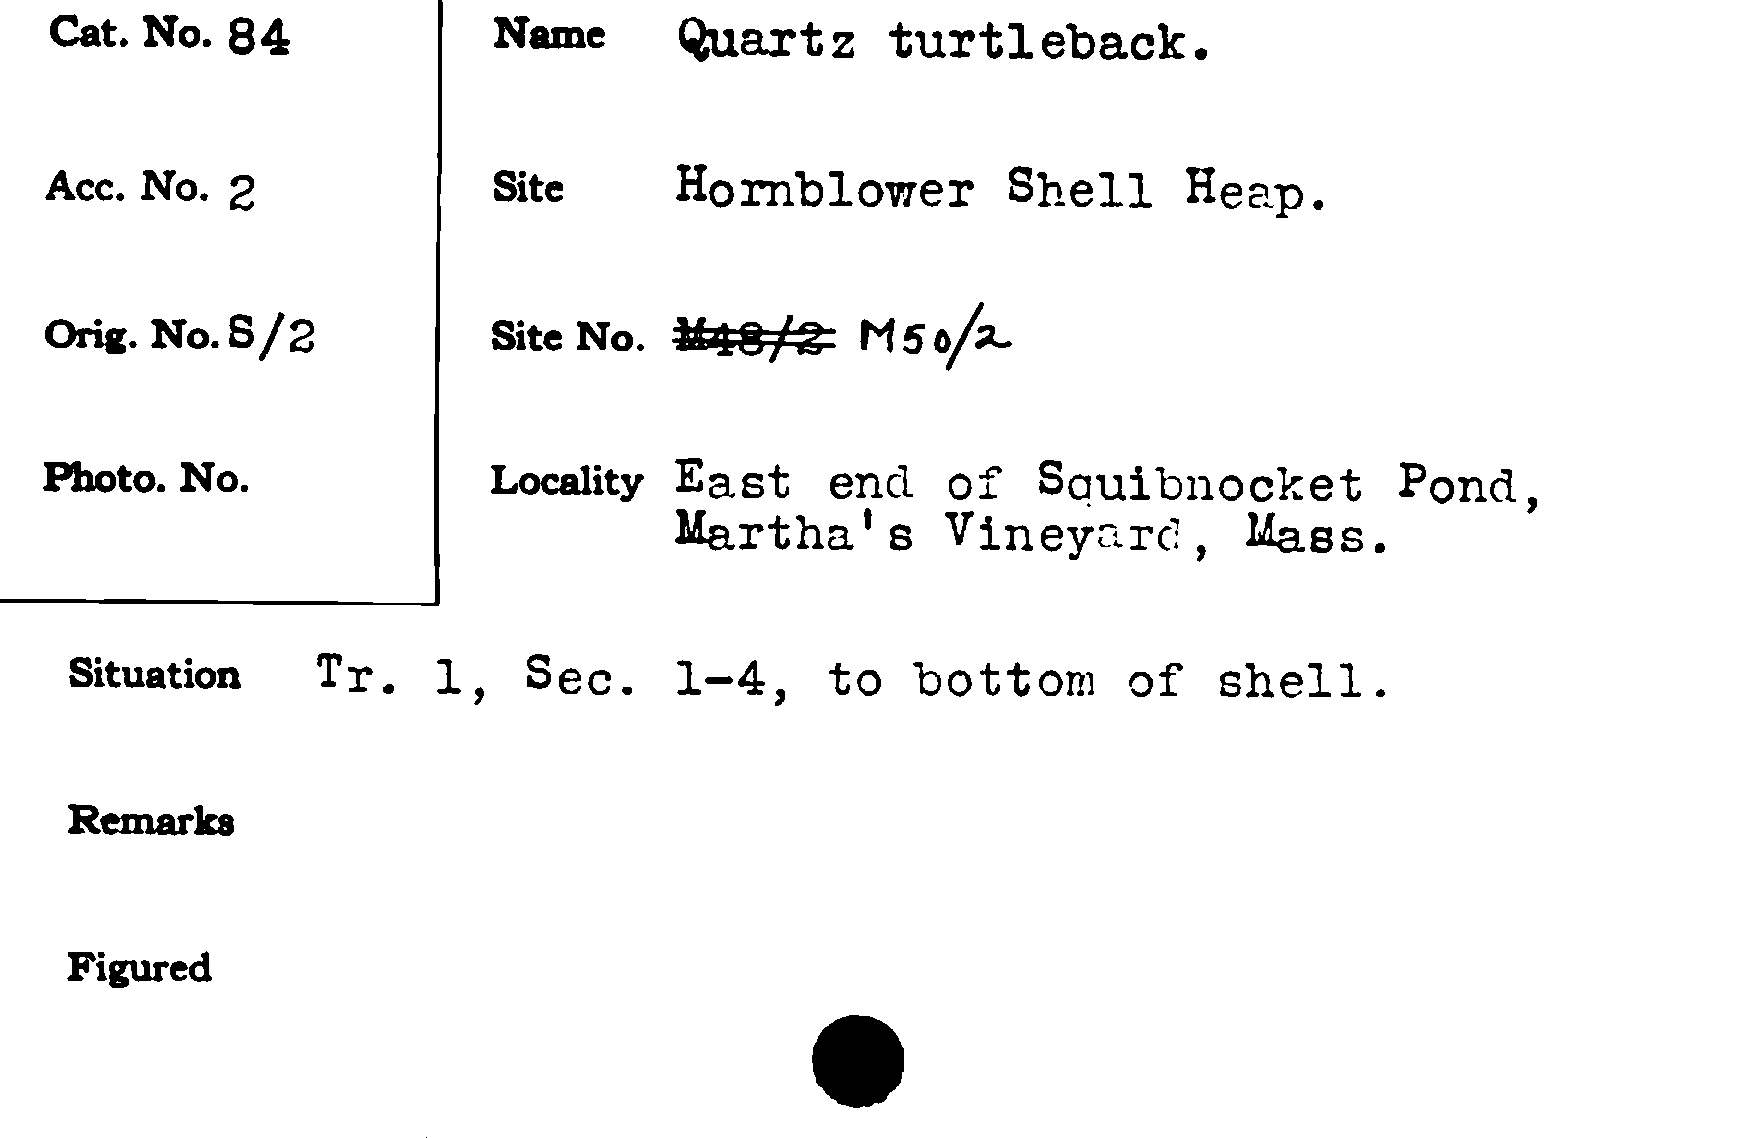 Cat. No. 84
Name Quartz turtleback.
Acc. No. 2
Site Hornblower Shell Heap.
Orig. No. S/2
Site No. M48/2 M50/2
Photo. No.
Locality East end of Squibnocket Pond,
Martha's Vineyard, Mass.
Situation Tr. 1, Sec. 1-4, to bottom of shell.
Remarks
Figured